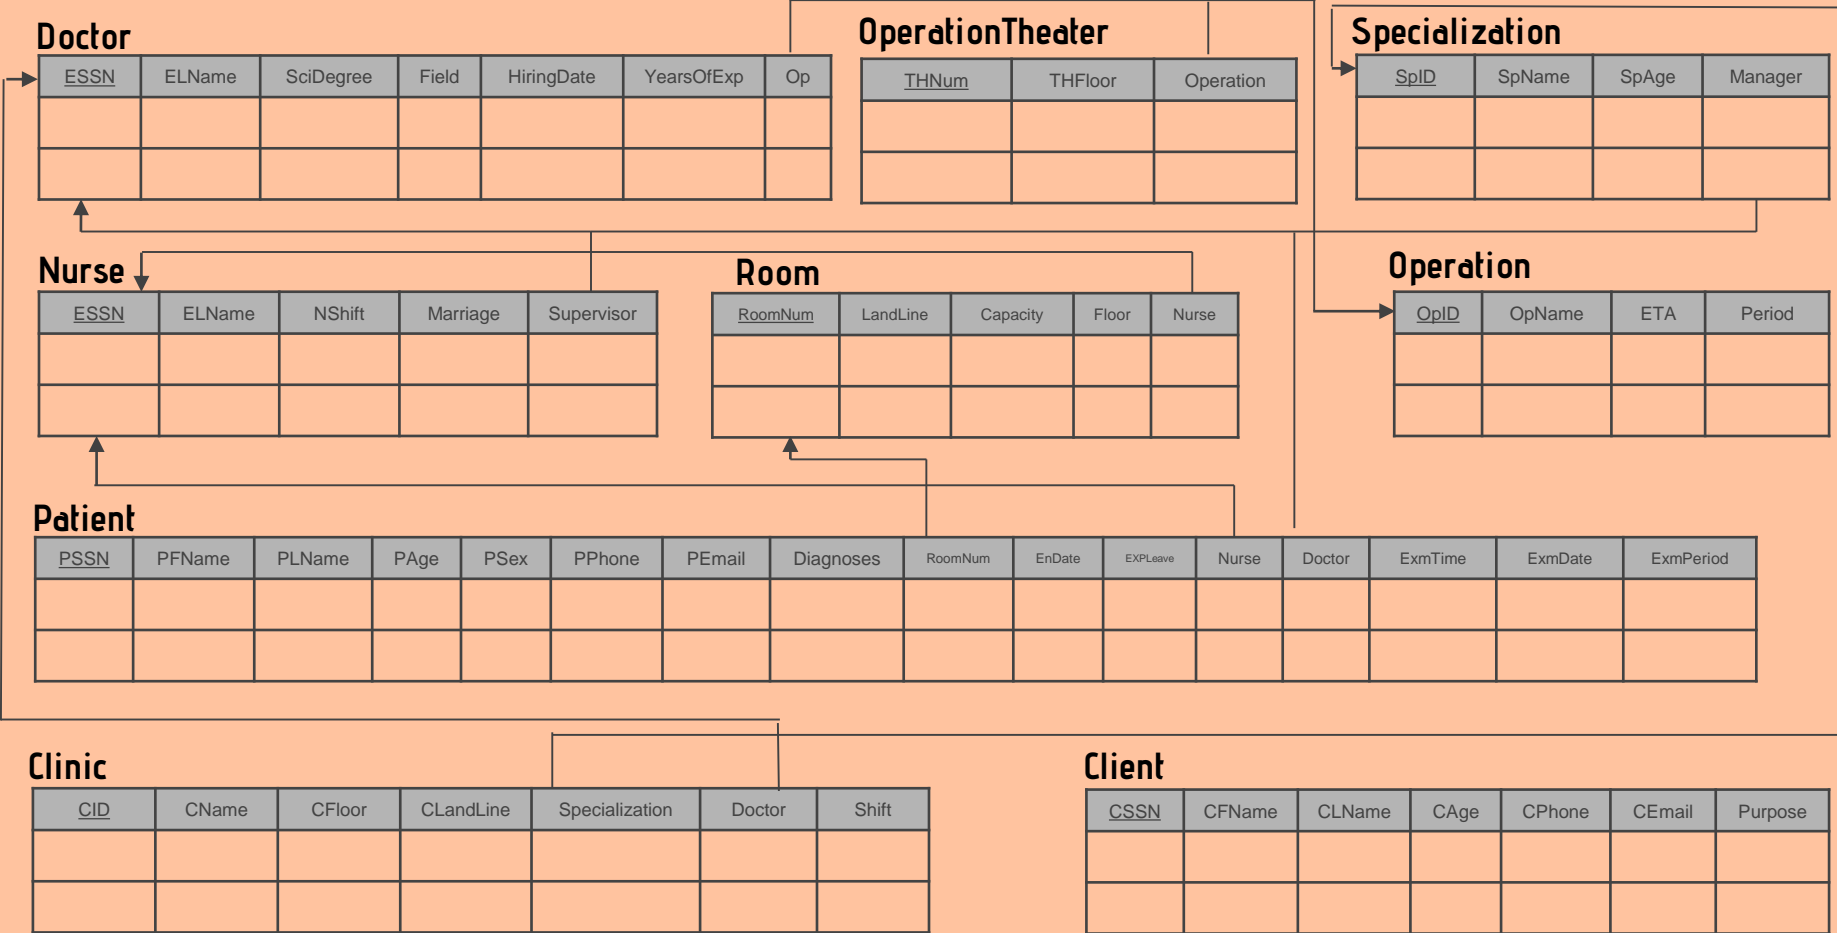 Doctor
ESSN ELName SciDegree Field HiringDate YearsOfExp Op
OperationTheater
THNum THFloor Operation
Specialization
SpID SpName SpAge Manager
Nurse
ESSN ELName NShift Marriage Supervisor
Room
RoomNum LandLine Capacity Floor Nurse
Operation
OpID OpName ETA Period
Patient
PSSN PFName PLName PAge PSex PPhone PEmail Diagnoses RoomNum EnDate EXPLeave Nurse Doctor ExmTime ExmDate ExmPeriod
Clinic
CID CName CFloor CLandLine Specialization Doctor Shift
Client
CSSN CFName CLName CAge CPhone CEmail Purpose